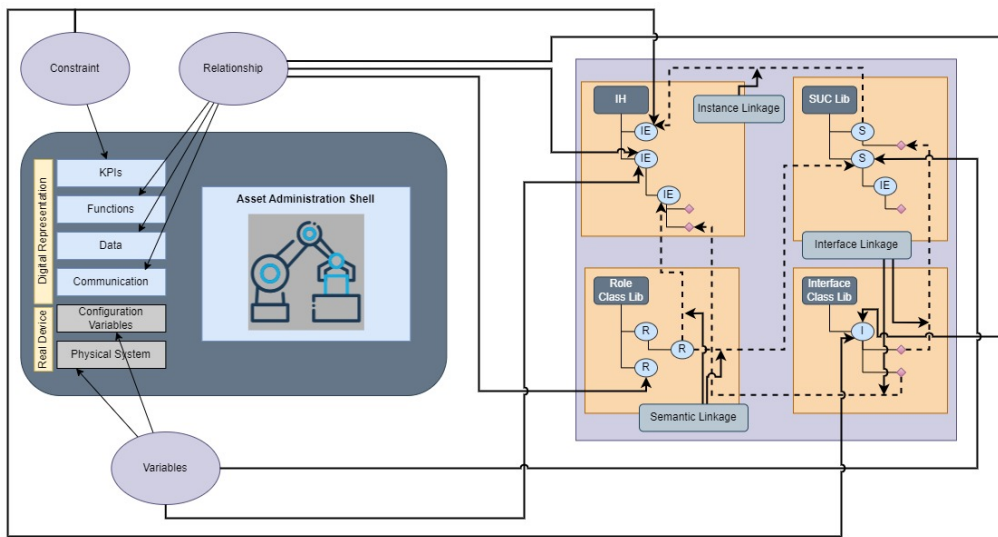 Constraint
Relationship
Digital Representation
Real Device
KPIs
Functions
Data
Communication
Configuration
Variables
Physical System
Asset Administration Shell
Variables
IH
IE
IE
IE
Instance Linkage
SUC Lib
S
S
IE
Interface Linkage
Role
Class Lib
R
R
R
Semantic Linkage
Interface
Class Lib
I